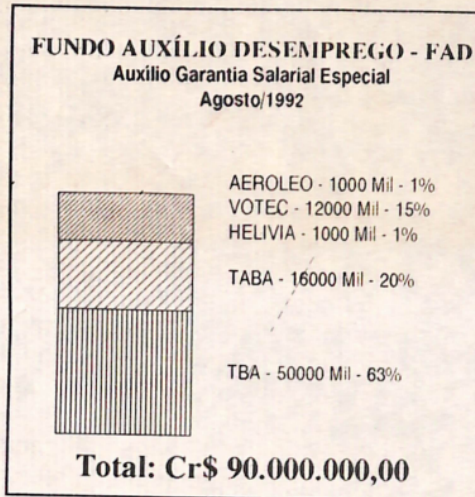 FUNDO AUXÍLIO DESEMPREGO - FAD
Auxílio Garantia Salarial Especial
Agosto/1992
AEROLEO - 1000 Mil - 1%
VOTEC - 12000 Mil - 15%
HELIVIA - 1000 Mil - 1%
TABA - 16000 Mil - 20%
TBA - 50000 Mil - 63%
Total: Cr$ 90.000.000,00